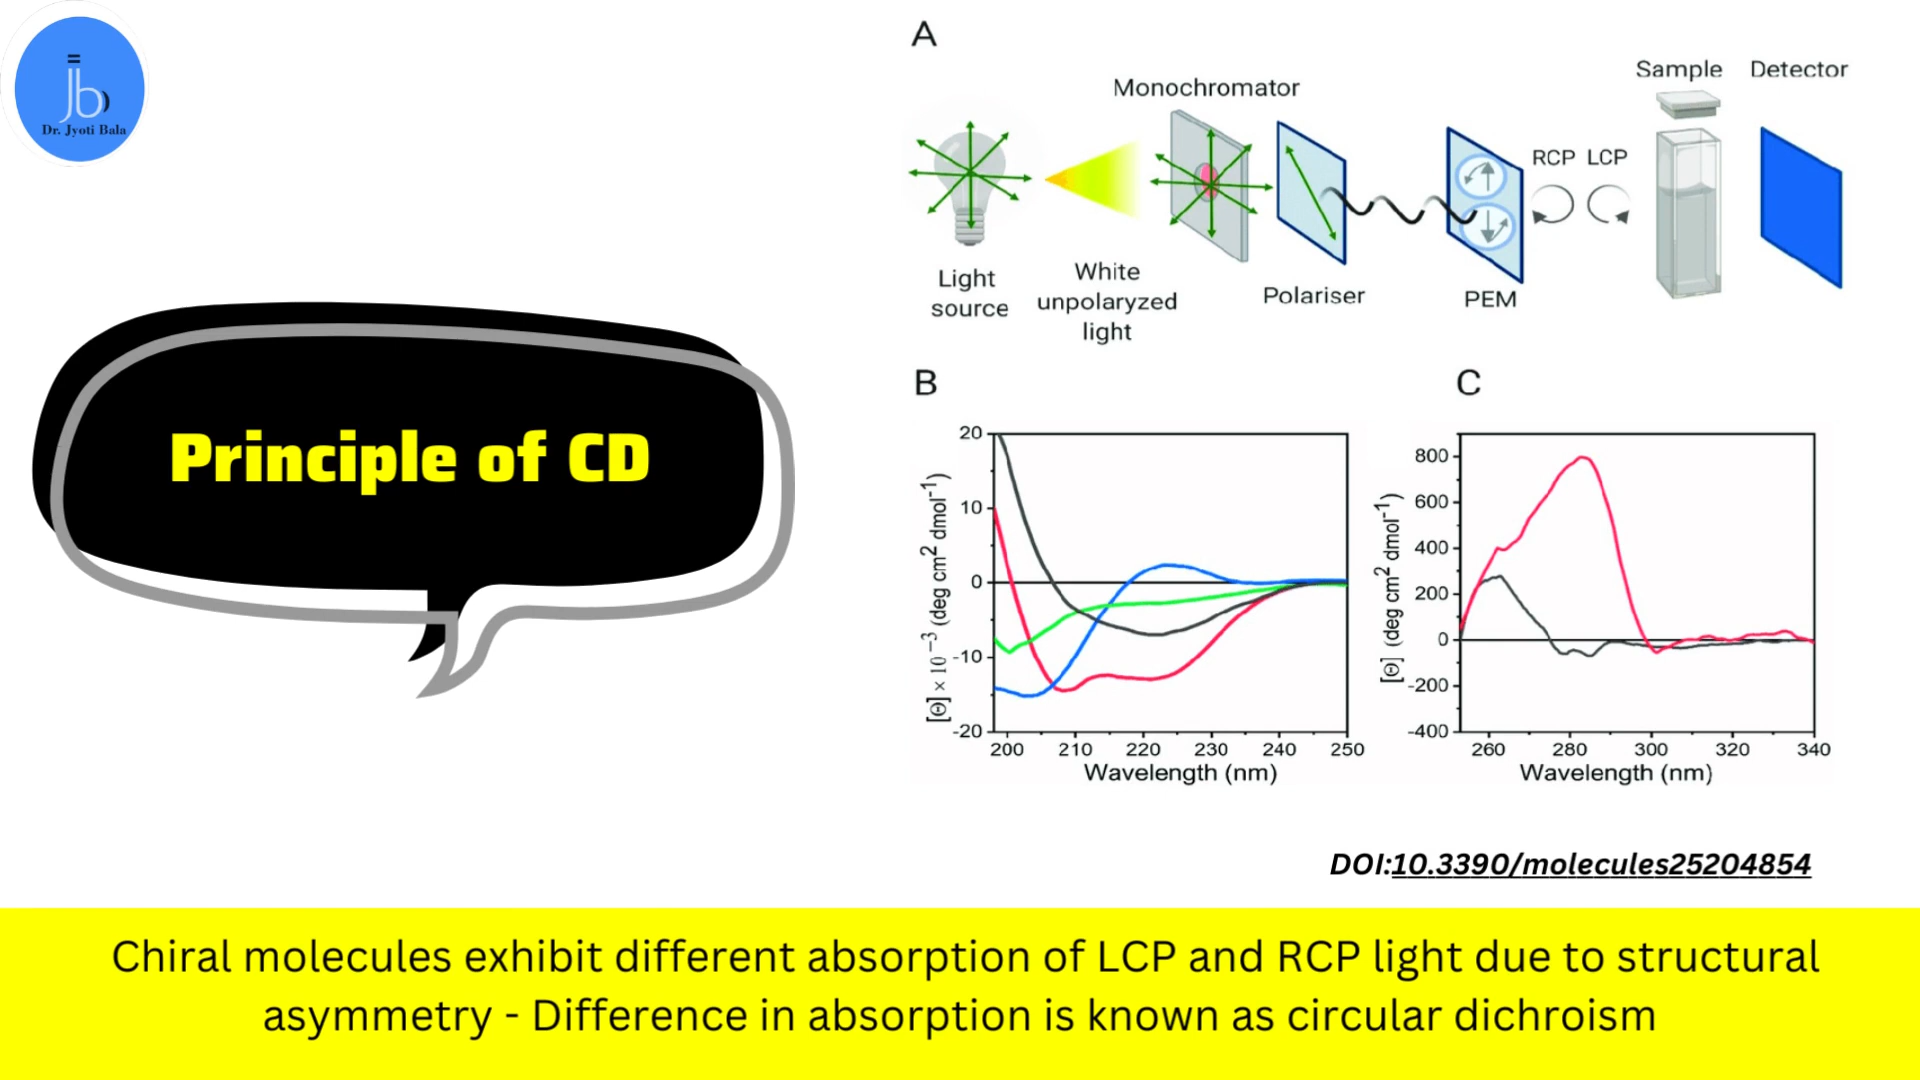 jb
Dr. Jyoti Bala
Principle of CD
A
Light
source
White
unpolaryzed
light
Monochromator
Polariser
PEM
RCP LCP
Sample
Detector
B
[Θ] × 10⁻³ (deg cm² dmol⁻¹)
20
10
0
-10
-20
200 210 220 230 240 250
Wavelength (nm)
C
[Θ] (deg cm² dmol⁻¹)
800
600
400
200
0
-200
-400
260 280 300 320 340
Wavelength (nm)
DOI:10.3390/molecules25204854
Chiral molecules exhibit different absorption of LCP and RCP light due to structural
asymmetry - Difference in absorption is known as circular dichroism